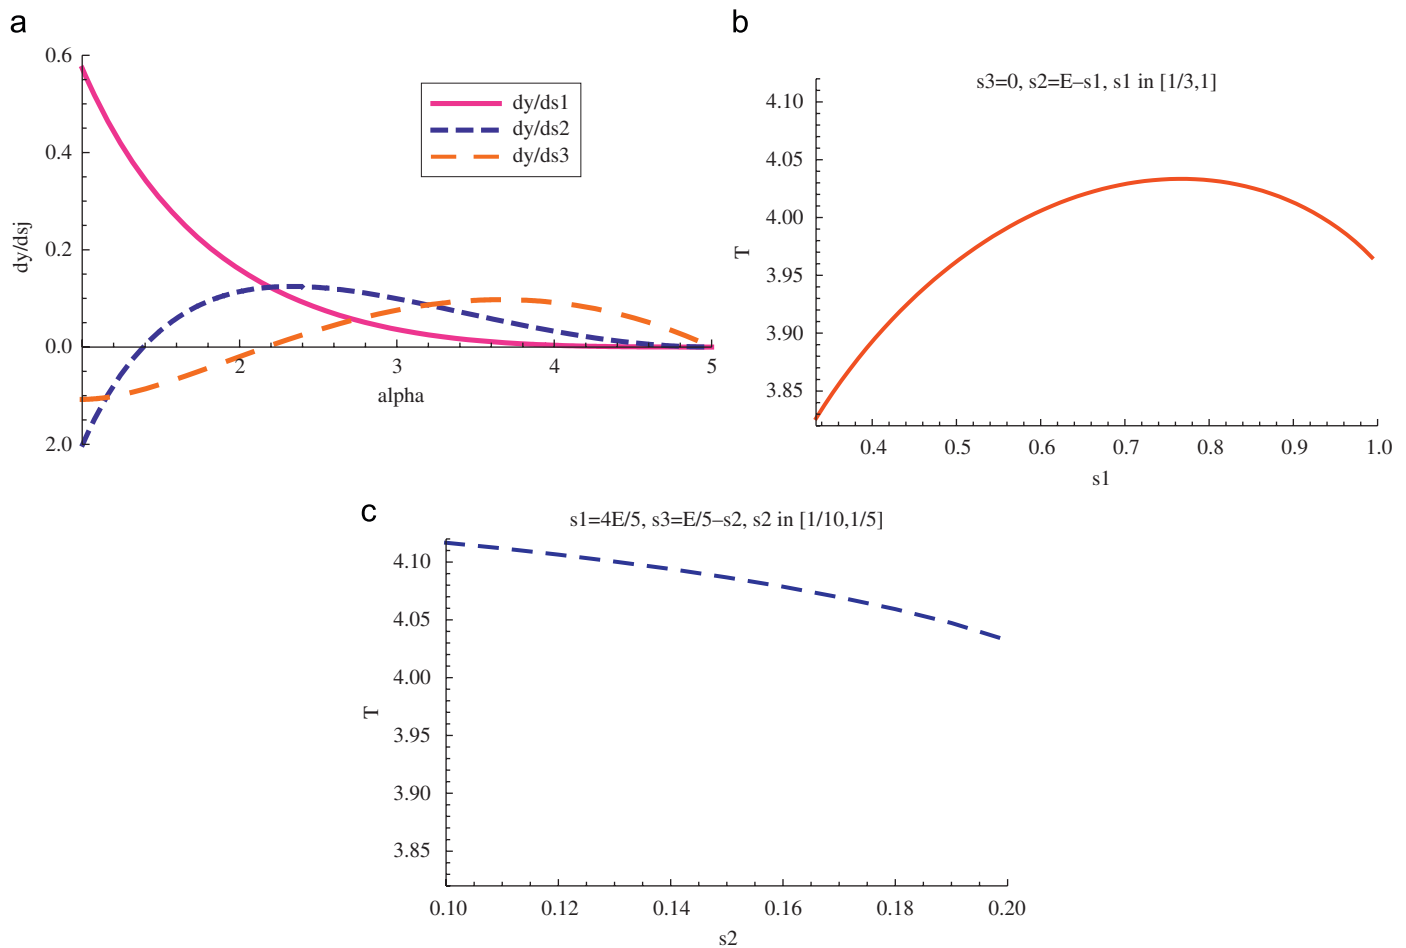 a
0.6
0.4
0.2
0.0
2.0
dy/dsj
2
3
4
5
alpha
dy/ds1
dy/ds2
dy/ds3
b
s3=0, s2=E–s1, s1 in [1/3,1]
4.10
4.05
4.00
3.95
3.90
3.85
T
0.4
0.5
0.6
0.7
0.8
0.9
1.0
s1
c
s1=4E/5, s3=E/5–s2, s2 in [1/10,1/5]
4.10
4.05
4.00
3.95
3.90
3.85
T
0.10
0.12
0.14
0.16
0.18
0.20
s2